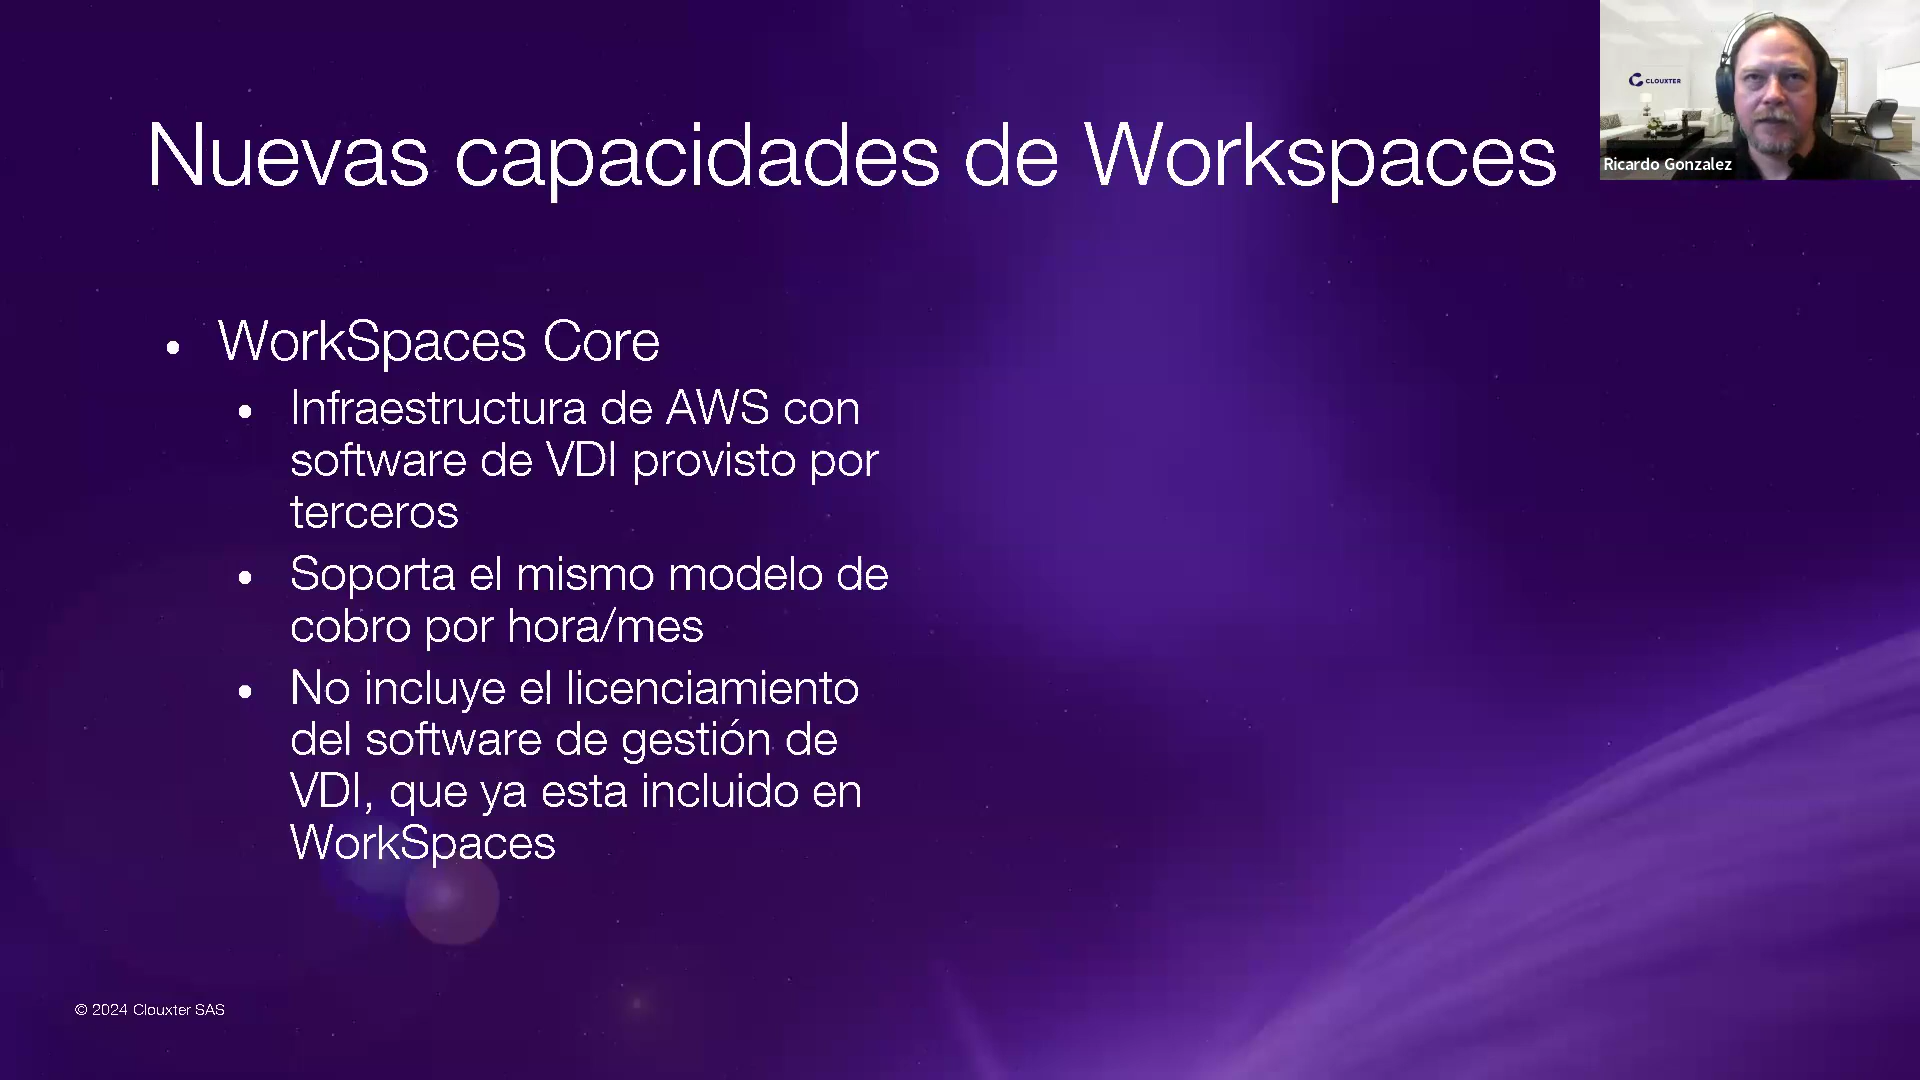 Nuevas capacidades de Workspaces
CLOUXTER
Ricardo Gonzalez
• WorkSpaces Core
• Infraestructura de AWS con
software de VDI provisto por
terceros
• Soporta el mismo modelo de
cobro por hora/mes
• No incluye el licenciamiento
del software de gestión de
VDI, que ya esta incluido en
WorkSpaces
© 2024 Clouxter SAS